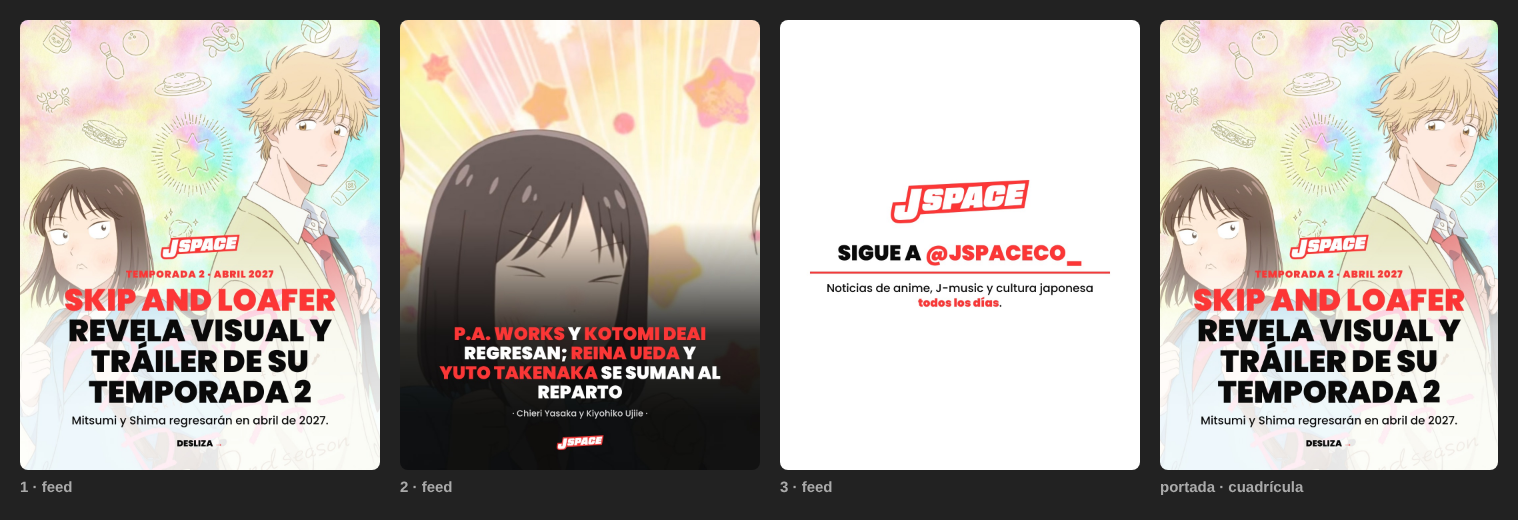 JSPACE
TEMPORADA 2 · ABRIL 2027
SKIP AND LOAFER
REVELA VISUAL Y
TRÁILER DE SU
TEMPORADA 2
Mitsumi y Shima regresarán en abril de 2027.
DESLIZA
1 · feed
P.A. WORKS Y KOTOMI DEAI
REGRESAN; REINA UEDA Y
YUTO TAKENAKA SE SUMAN AL
REPARTO
· Chieri Yasaka y Kiyohiko Ujiie ·
JSPACE
2 · feed
JSPACE
SIGUE A @JSPACECO_
Noticias de anime, J-music y cultura japonesa
todos los días.
3 · feed
JSPACE
TEMPORADA 2 · ABRIL 2027
SKIP AND LOAFER
REVELA VISUAL Y
TRÁILER DE SU
TEMPORADA 2
Mitsumi y Shima regresarán en abril de 2027.
DESLIZA
portada · cuadrícula